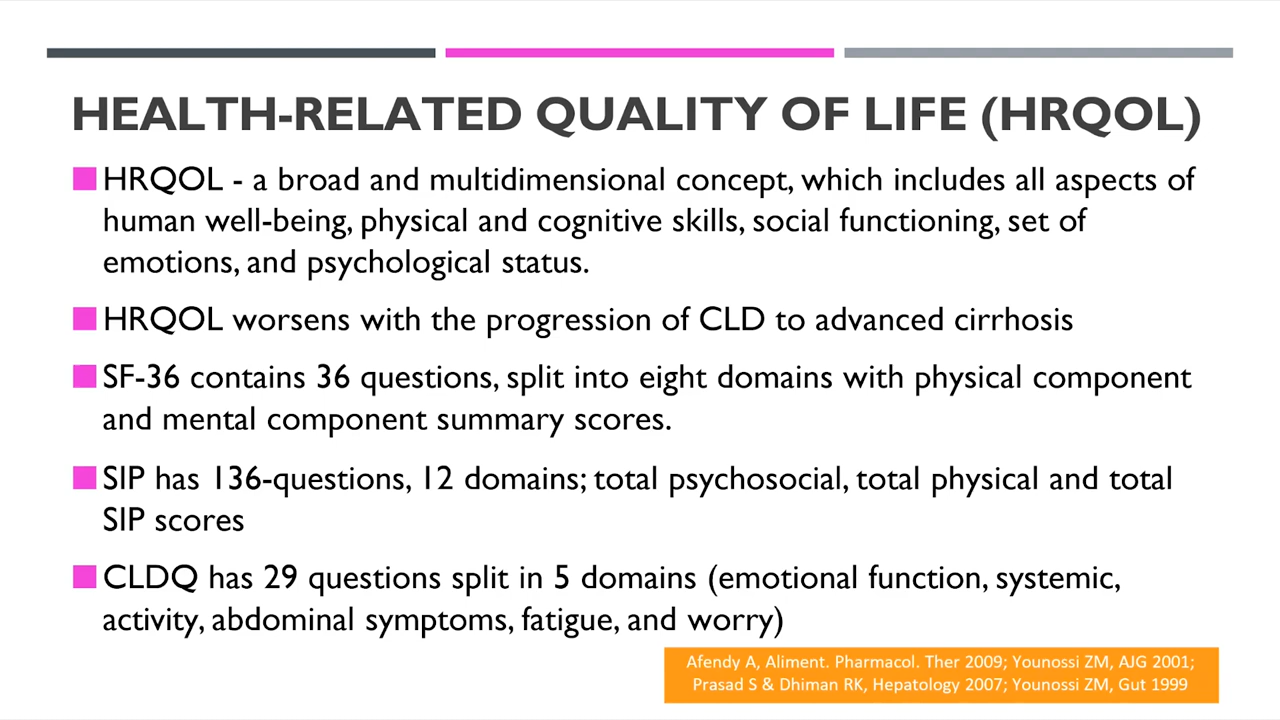 HEALTH-RELATED QUALITY OF LIFE (HRQOL)
HRQOL - a broad and multidimensional concept, which includes all aspects of
human well-being, physical and cognitive skills, social functioning, set of
emotions, and psychological status.
HRQOL worsens with the progression of CLD to advanced cirrhosis
SF-36 contains 36 questions, split into eight domains with physical component
and mental component summary scores.
SIP has 136-questions, 12 domains; total psychosocial, total physical and total
SIP scores
CLDQ has 29 questions split in 5 domains (emotional function, systemic,
activity, abdominal symptoms, fatigue, and worry)
Afendy A, Aliment. Pharmacol. Ther 2009; Younossi ZM, AJG 2001;
Prasad S & Dhiman RK, Hepatology 2007; Younossi ZM, Gut 1999